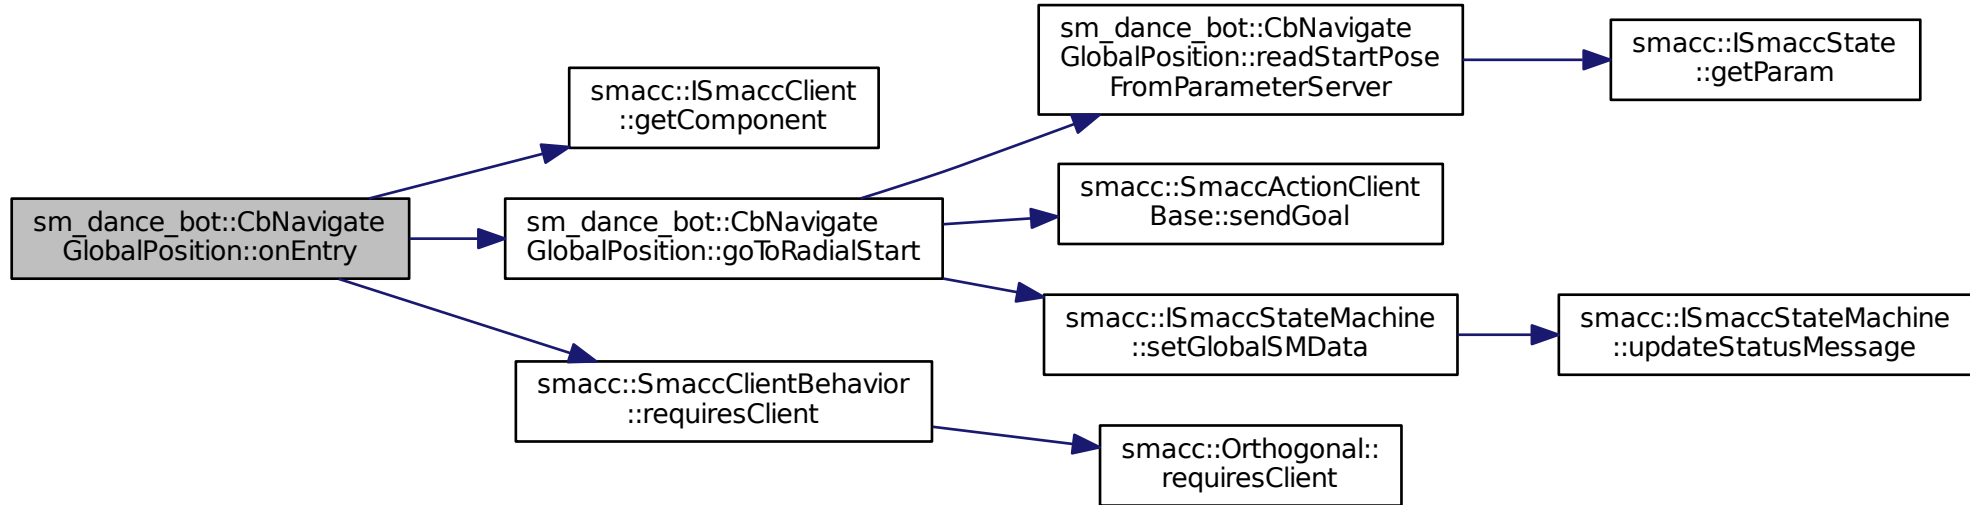 sm_dance_bot::CbNavigate
GlobalPosition::onEntry
smacc::ISmaccClient
::getComponent
sm_dance_bot::CbNavigate
GlobalPosition::goToRadialStart
smacc::SmaccClientBehavior
::requiresClient
sm_dance_bot::CbNavigate
GlobalPosition::readStartPose
FromParameterServer
smacc::SmaccActionClient
Base::sendGoal
smacc::ISmaccStateMachine
::setGlobalSMData
smacc::Orthogonal::
requiresClient
smacc::ISmaccState
::getParam
smacc::ISmaccStateMachine
::updateStatusMessage